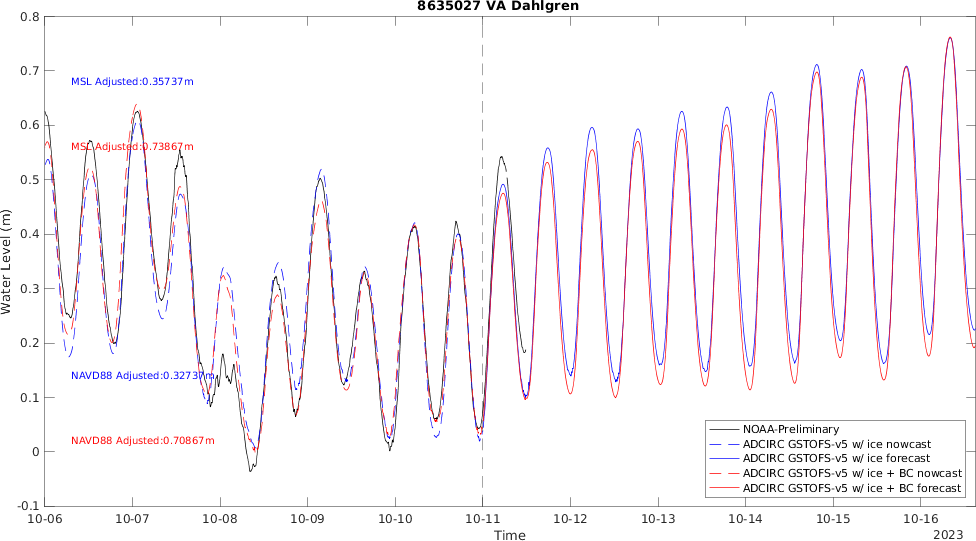 8635027 VA Dahlgren
0.8
0.7
0.6
0.5
0.4
0.3
0.2
0.1
0
-0.1
Water Level (m)
MSL Adjusted:0.35737m
MSL Adjusted:0.73867m
NAVD88 Adjusted:0.32737m
NAVD88 Adjusted:0.70867m
NOAA-Preliminary
ADCIRC GSTOFS-v5 w/ ice nowcast
ADCIRC GSTOFS-v5 w/ ice forecast
ADCIRC GSTOFS-v5 w/ ice + BC nowcast
ADCIRC GSTOFS-v5 w/ ice + BC forecast
10-06 10-07 10-08 10-09 10-10 10-11 10-12 10-13 10-14 10-15 10-16
Time
2023